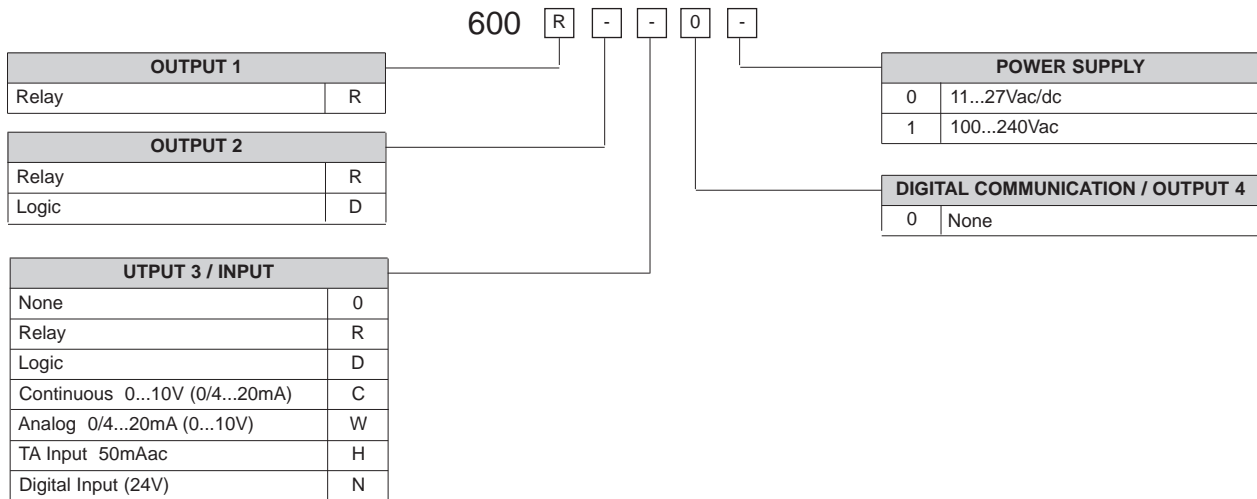 600 R - - 0 -
OUTPUT 1
Relay R
OUTPUT 2
Relay R
Logic D
UTPUT 3 / INPUT
None 0
Relay R
Logic D
Continuous 0...10V (0/4...20mA) C
Analog 0/4...20mA (0...10V) W
TA Input 50mAac H
Digital Input (24V) N
POWER SUPPLY
0 11...27Vac/dc
1 100...240Vac
DIGITAL COMMUNICATION / OUTPUT 4
0 None